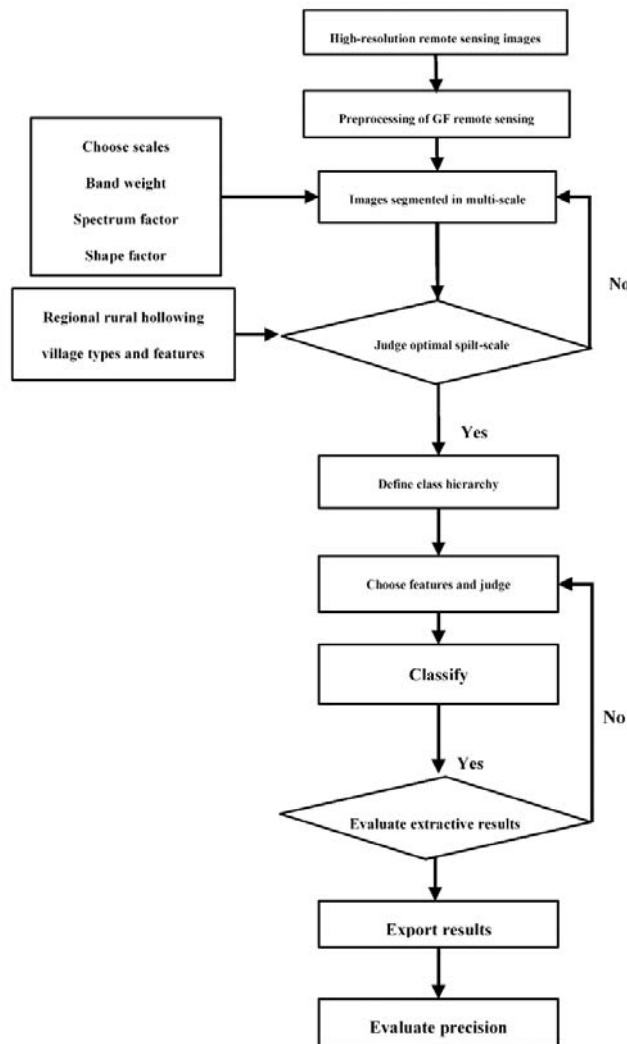 High-resolution remote sensing images
Preprocessing of GF remote sensing
Choose scales
Band weight
Spectrum factor
Shape factor
Images segmented in multi-scale
No
Regional rural hollowing
village types and features
Judge optimal spilt-scale
Yes
Define class hierarchy
Choose features and judge
Classify
No
Yes
Evaluate extractive results
Export results
Evaluate precision